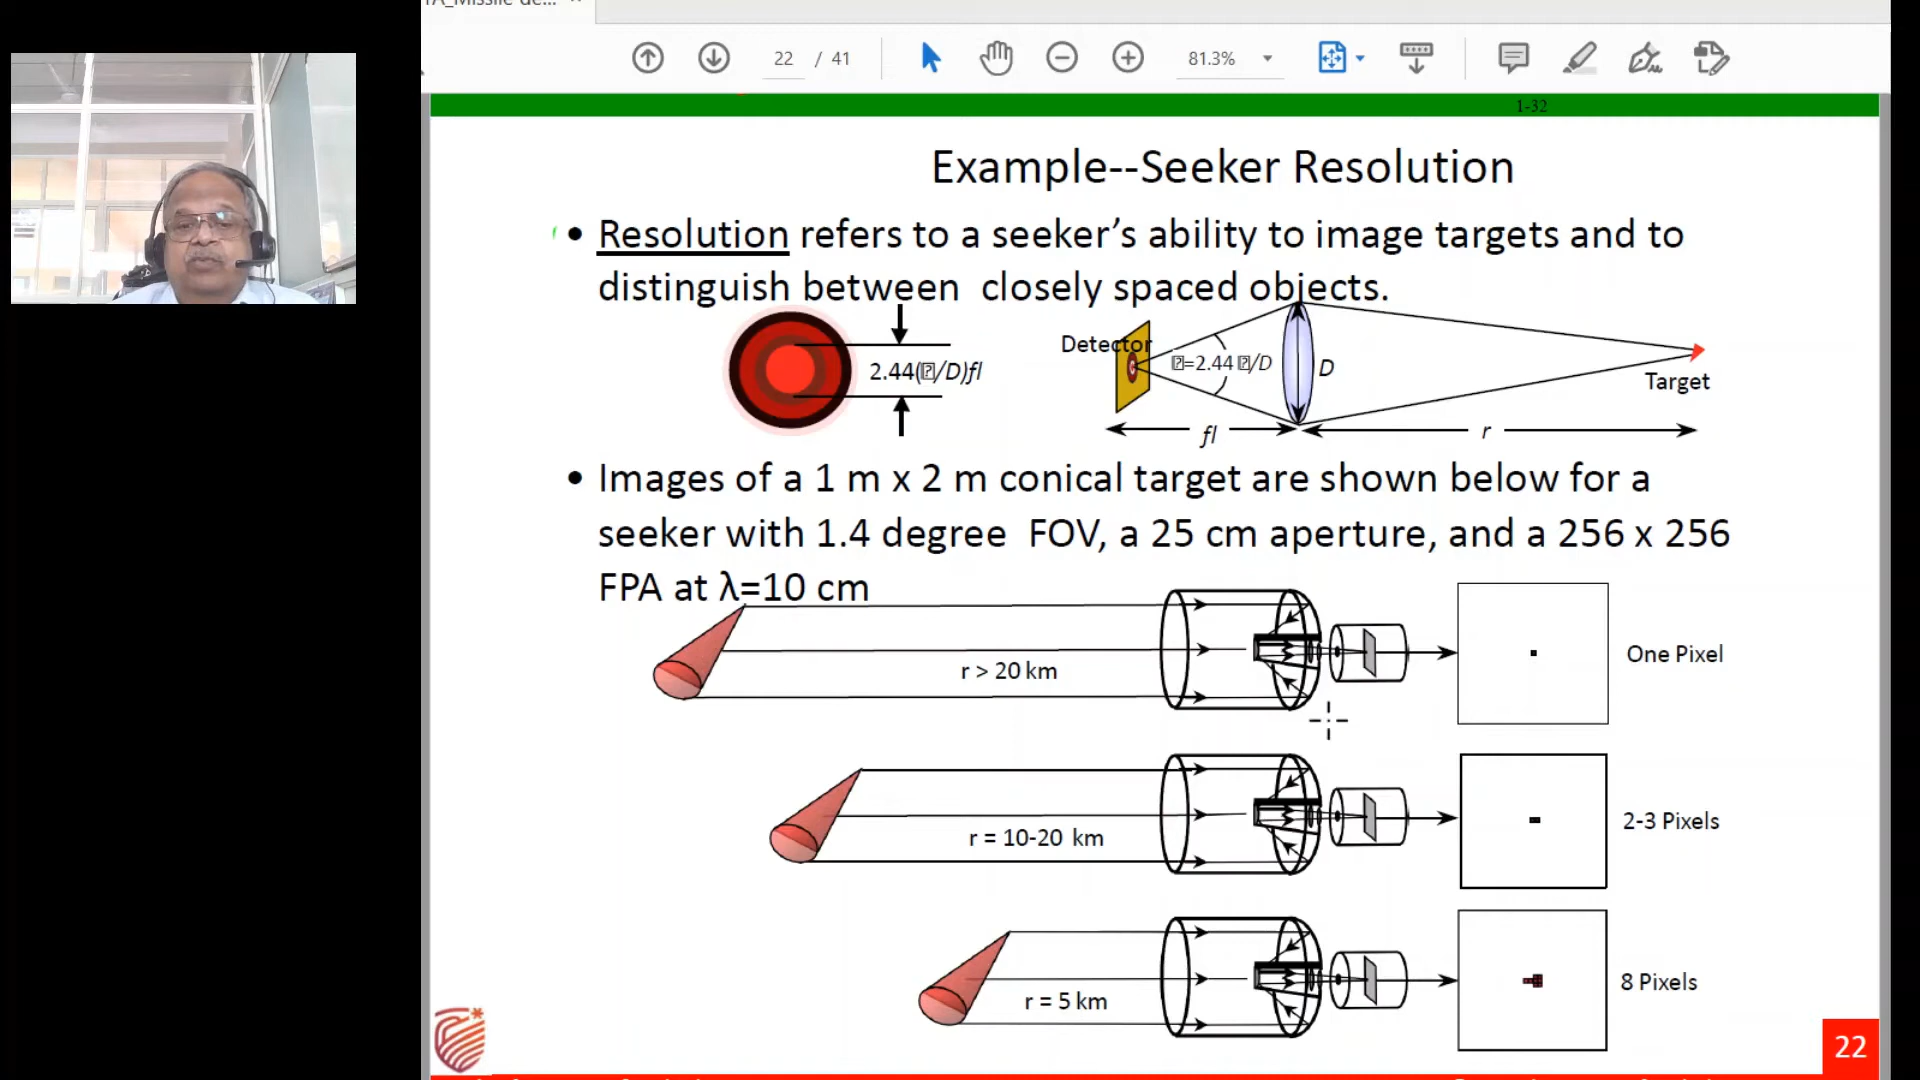 22 / 41
81.3%
1-32
Example--Seeker Resolution
• Resolution refers to a seeker’s ability to image targets and to
distinguish between closely spaced objects.
2.44(/D)fl
Detector
=2.44 /D
D
Target
fl
r
• Images of a 1 m x 2 m conical target are shown below for a
seeker with 1.4 degree FOV, a 25 cm aperture, and a 256 x 256
FPA at λ=10 cm
r > 20 km
One Pixel
r = 10-20 km
2-3 Pixels
r = 5 km
8 Pixels
22